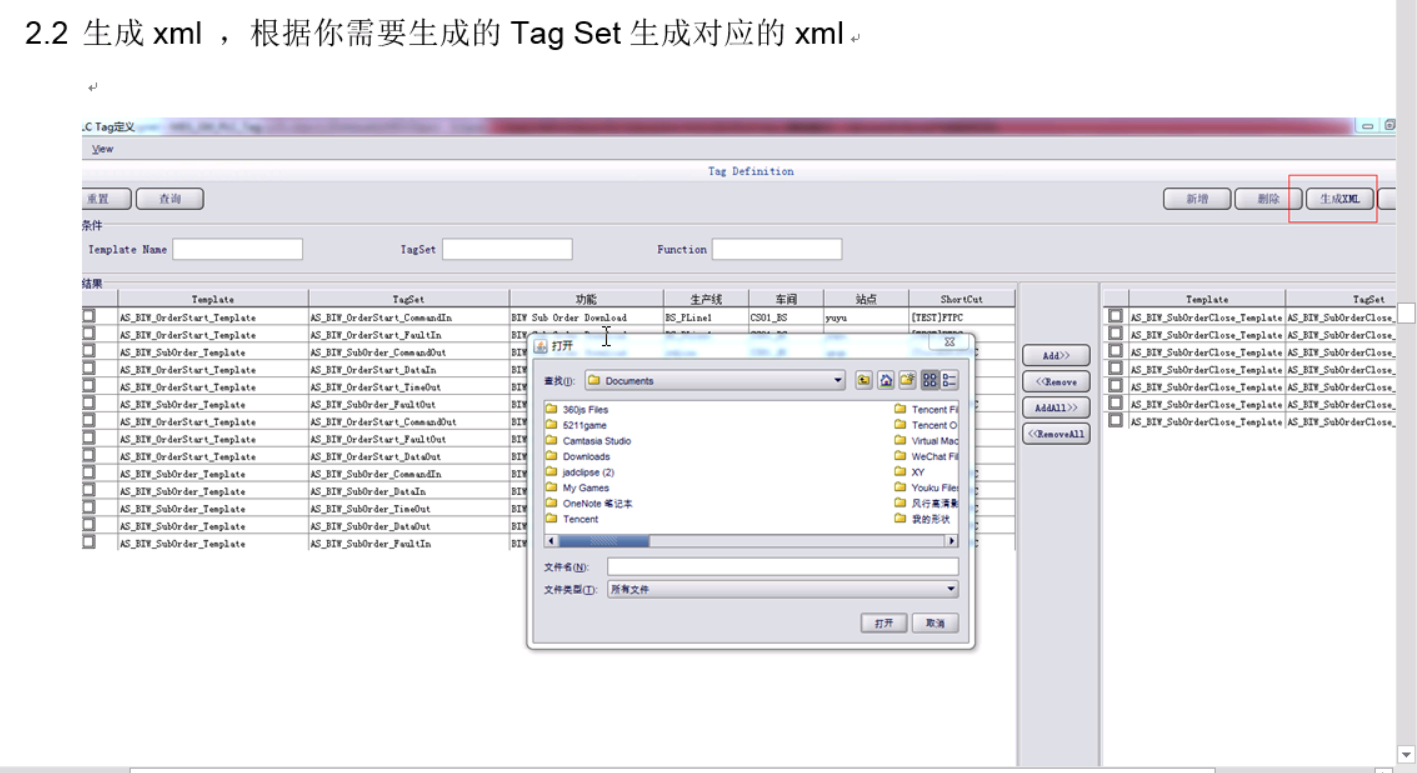 2.2 生成 xml ，根据你需要生成的 Tag Set 生成对应的 xml
LC Tag定义
View
Tag Definition
重置 查询 新增 删除 生成XML
条件
Template Name TagSet Function
结果
Template TagSet 功能 生产线 车间 站点 ShortCut
AS_BIW_OrderStart_Template AS_BIW_OrderStart_CommandIn BIW Sub Order Download BS_PLine1 CS01_BS yuyu [TEST]FTPC
AS_BIW_OrderStart_Template AS_BIW_OrderStart_FaultIn
AS_BIW_SubOrder_Template AS_BIW_SubOrder_CommandOut BIW
AS_BIW_OrderStart_Template AS_BIW_OrderStart_DataIn BIW
AS_BIW_OrderStart_Template AS_BIW_OrderStart_TimeOut BIW
AS_BIW_SubOrder_Template AS_BIW_SubOrder_FaultOut BIW
AS_BIW_OrderStart_Template AS_BIW_OrderStart_CommandOut BIW
AS_BIW_OrderStart_Template AS_BIW_OrderStart_FaultOut BIW
AS_BIW_OrderStart_Template AS_BIW_OrderStart_DataOut BIW
AS_BIW_SubOrder_Template AS_BIW_SubOrder_CommandIn BIW
AS_BIW_SubOrder_Template AS_BIW_SubOrder_DataIn BIW
AS_BIW_SubOrder_Template AS_BIW_SubOrder_TimeOut BIW
AS_BIW_SubOrder_Template AS_BIW_SubOrder_DataOut BIW
AS_BIW_SubOrder_Template AS_BIW_SubOrder_FaultIn BIW
打开
查找(I): Documents
360js Files Tencent Fi
5211game Tencent O
Camtasia Studio Virtual Mac
Downloads WeChat Fil
jadclipse (2) XY
My Games Youku Files
OneNote 笔记本 风行高清影
Tencent 我的形状
文件名(N):
文件类型(T): 所有文件
打开 取消
Add>>
<<Remove
AddAll>>
<<RemoveAll
Template TagSet
AS_BIW_SubOrderClose_Template AS_BIW_SubOrderClose_
AS_BIW_SubOrderClose_Template AS_BIW_SubOrderClose_
AS_BIW_SubOrderClose_Template AS_BIW_SubOrderClose_
AS_BIW_SubOrderClose_Template AS_BIW_SubOrderClose_
AS_BIW_SubOrderClose_Template AS_BIW_SubOrderClose_
AS_BIW_SubOrderClose_Template AS_BIW_SubOrderClose_
AS_BIW_SubOrderClose_Template AS_BIW_SubOrderClose_